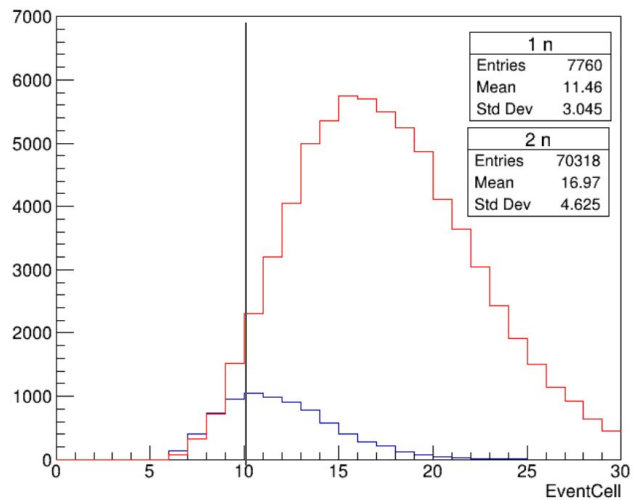 7000
6000
5000
4000
3000
2000
1000
0
0 5 10 15 20 25 30
EventCell
1 n
Entries 7760
Mean 11.46
Std Dev 3.045
2 n
Entries 70318
Mean 16.97
Std Dev 4.625